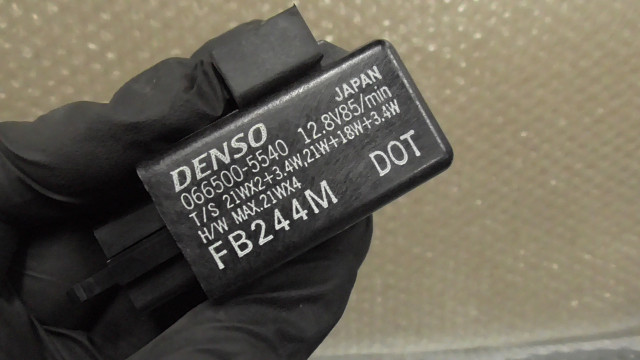 JAPAN
DENSO
066500-5540 12.8V85/min
T/S 21WX2+3.4W,21W+18W+3.4W
H/W MAX.21WX4
FB244M DOT